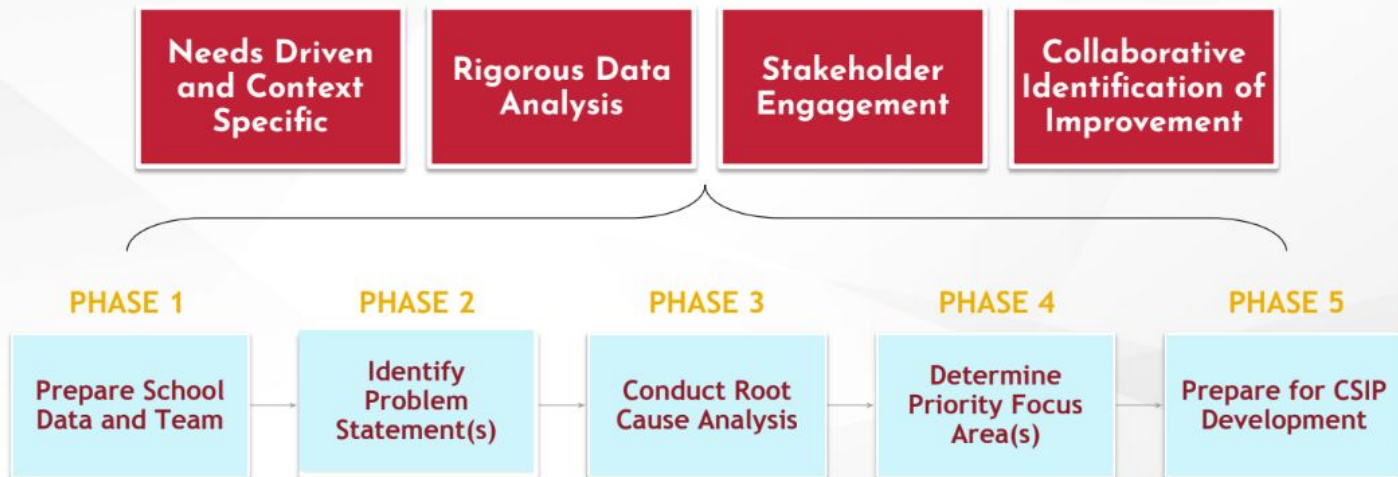 Needs Driven
and Context
Specific
Rigorous Data
Analysis
Stakeholder
Engagement
Collaborative
Identification of
Improvement
PHASE 1
PHASE 2
PHASE 3
PHASE 4
PHASE 5
Prepare School
Data and Team
Identify
Problem
Statement(s)
Conduct Root
Cause Analysis
Determine
Priority Focus
Area(s)
Prepare for CSIP
Development